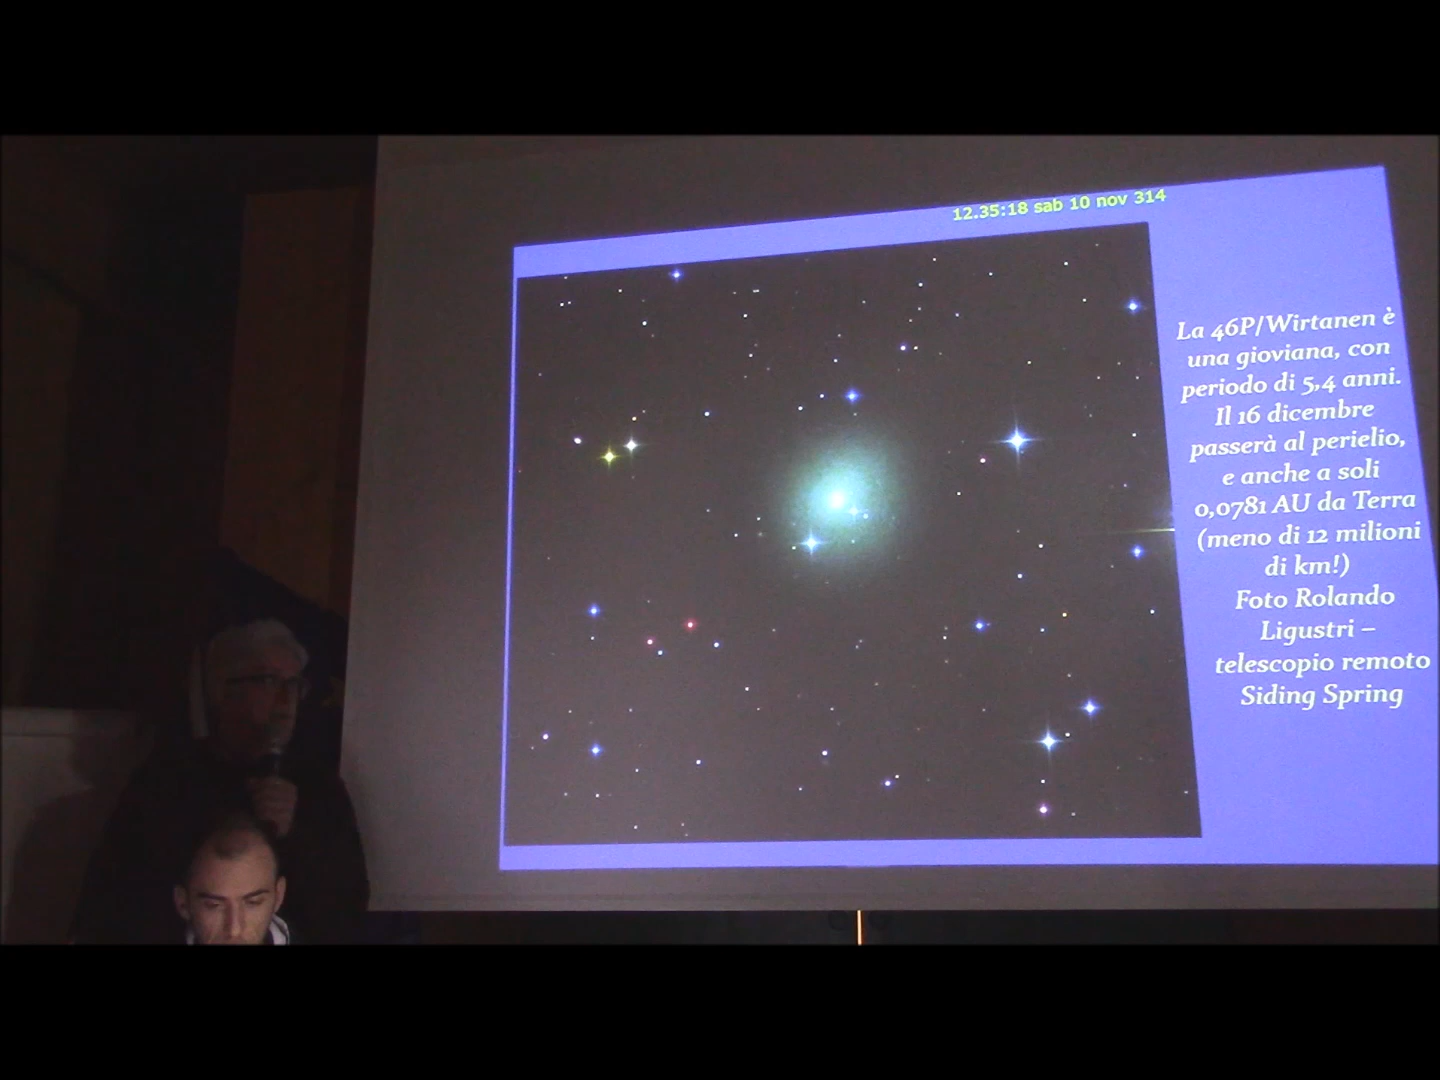 12.35:18 sab 10 nov 314
La 46P/Wirtanen è
una gioviana, con
periodo di 5,4 anni.
Il 16 dicembre
passerà al perielio,
e anche a soli
0,0781 AU da Terra
(meno di 12 milioni
di km!)
Foto Rolando
Ligustri –
telescopio remoto
Siding Spring